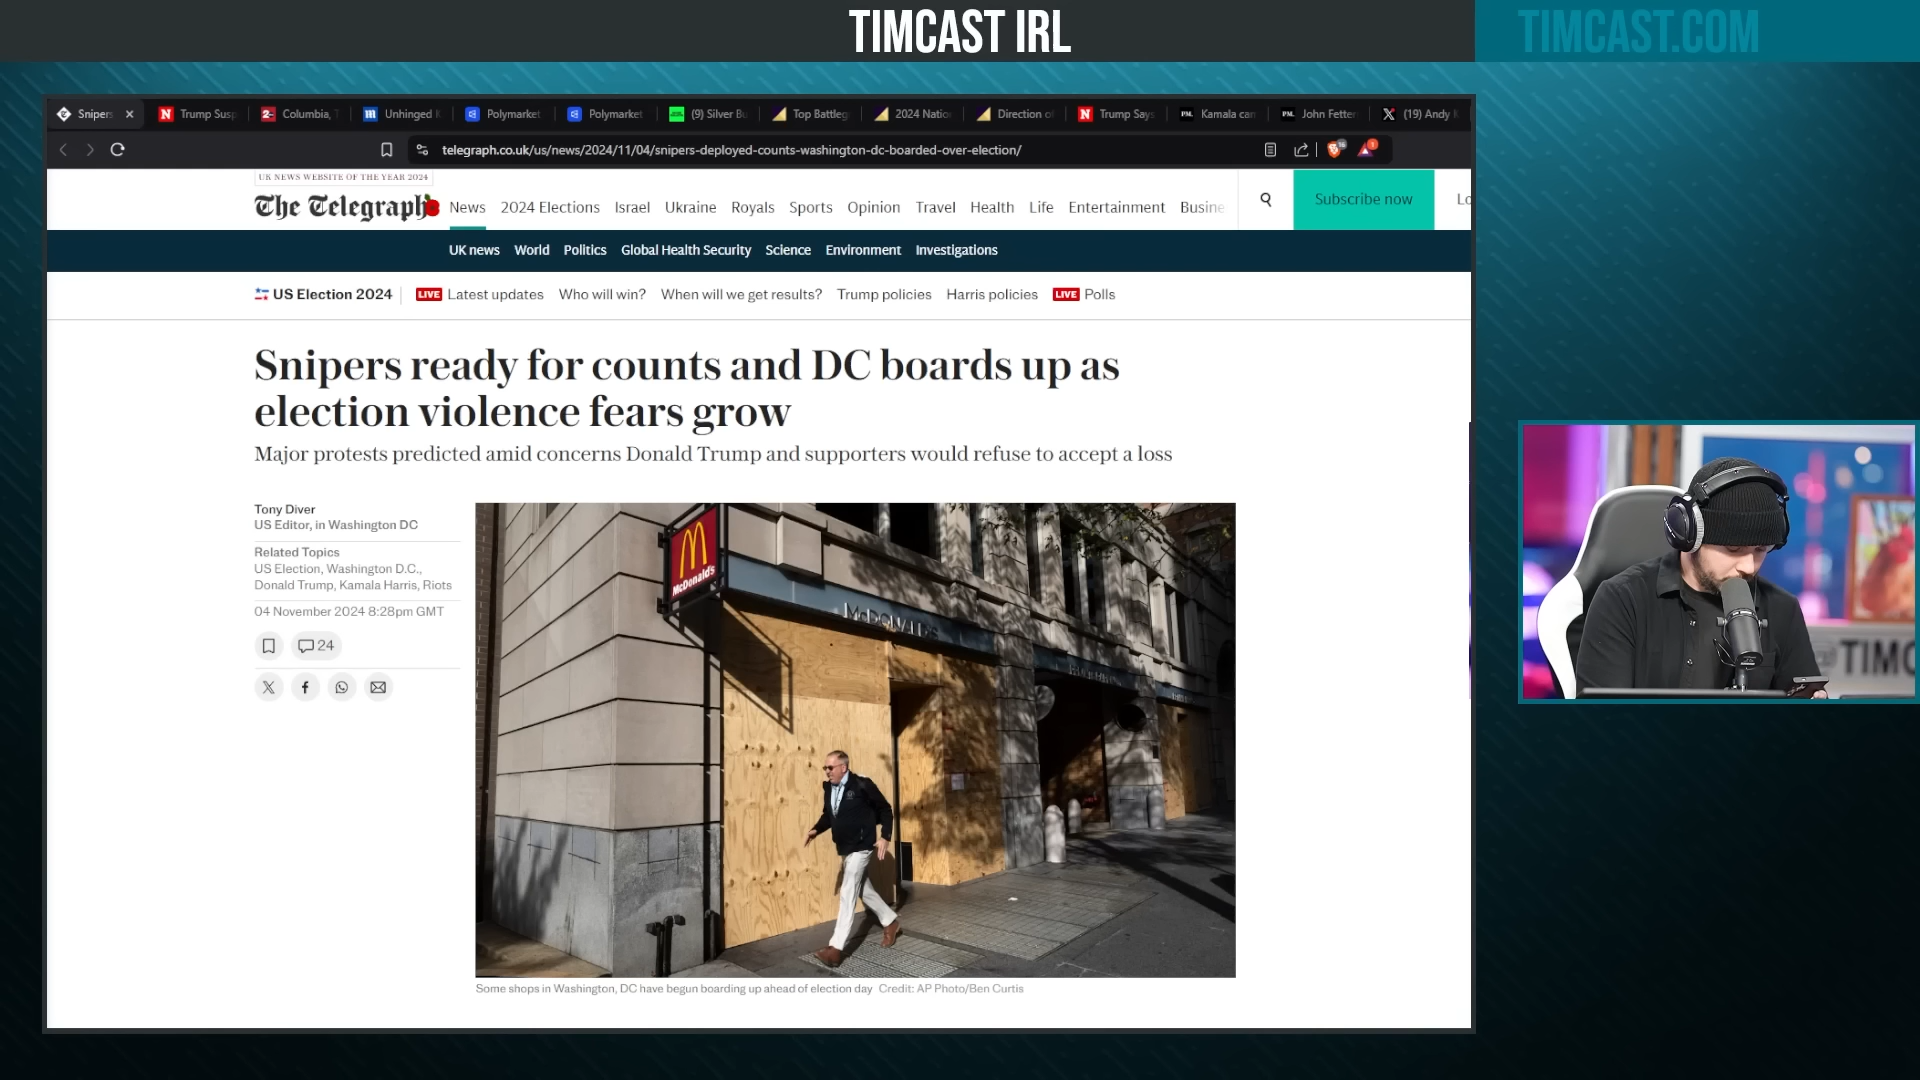 TIMCAST IRL
TIMCAST.COM
Snipers
Trump Sus
Columbia,
Unhinged
Polymarket
Polymarket
(9) Silver Bu
Top Battleg
2024 Natio
Direction of
Trump Says
Kamala can
John Fetter
(19) Andy
telegraph.co.uk/us/news/2024/11/04/snipers-deployed-counts-washington-dc-boarded-over-election/
UK NEWS WEBSITE OF THE YEAR 2024
The Telegraph
News 2024 Elections Israel Ukraine Royals Sports Opinion Travel Health Life Entertainment Busine
Subscribe now
Lo
UK news World Politics Global Health Security Science Environment Investigations
US Election 2024 LIVE Latest updates Who will win? When will we get results? Trump policies Harris policies LIVE Polls
Snipers ready for counts and DC boards up as
election violence fears grow
Major protests predicted amid concerns Donald Trump and supporters would refuse to accept a loss
Tony Diver
US Editor, in Washington DC
Related Topics
US Election, Washington D.C.,
Donald Trump, Kamala Harris, Riots
04 November 2024 8:28pm GMT
24
McDonald's
McDONALD'S
Some shops in Washington, DC have begun boarding up ahead of election day Credit: AP Photo/Ben Curtis
@TIMC